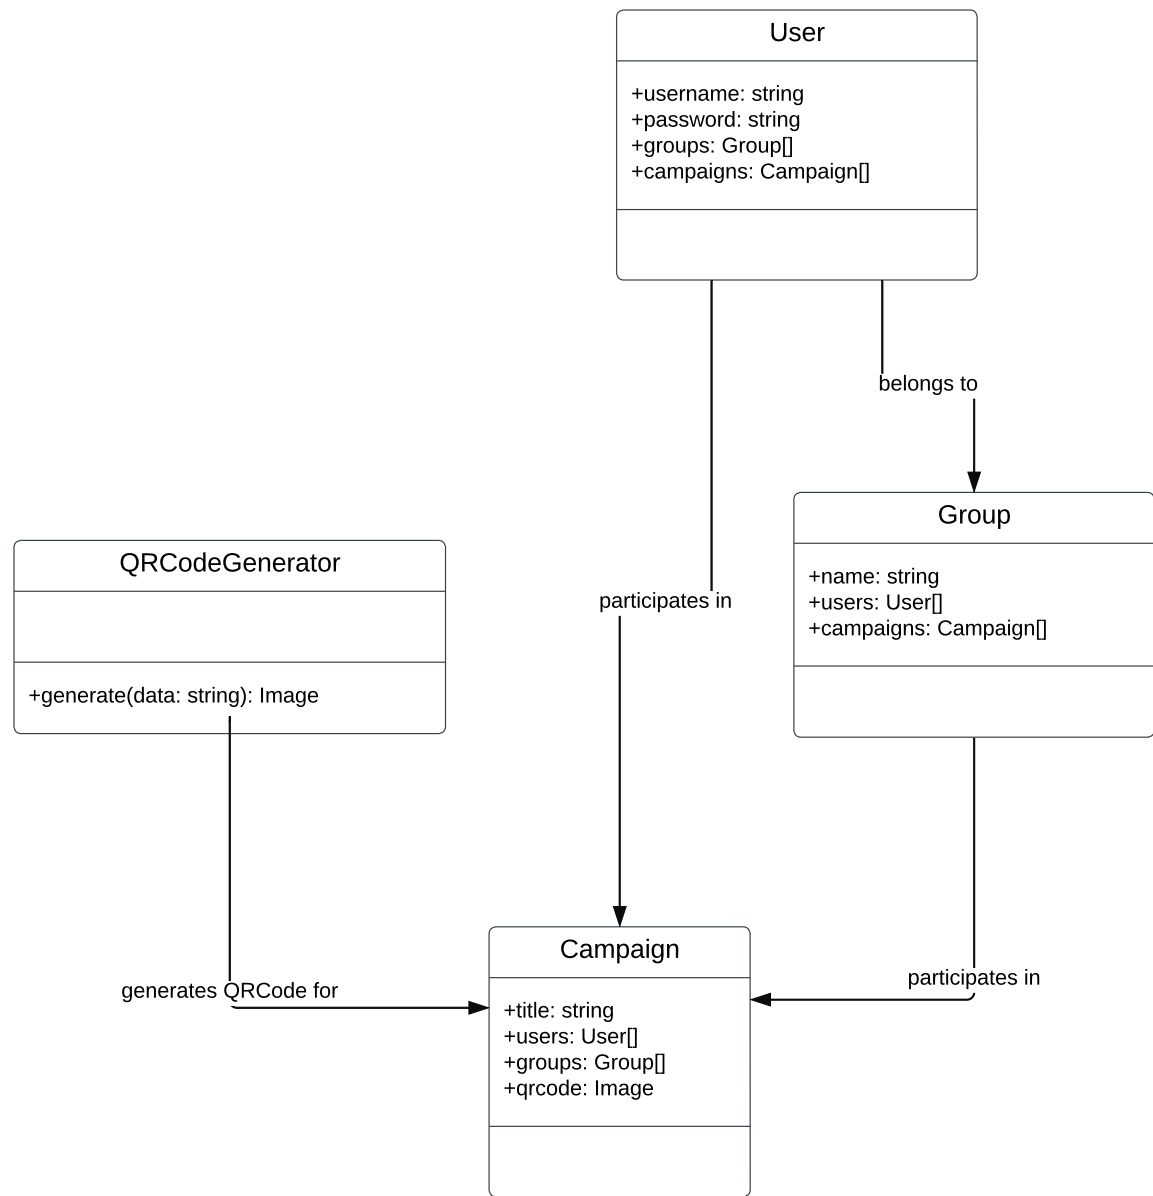 User
+username: string
+password: string
+groups: Group[]
+campaigns: Campaign[]
belongs to
Group
+name: string
+users: User[]
+campaigns: Campaign[]
QRCodeGenerator
+generate(data: string): Image
participates in
generates QRCode for
participates in
Campaign
+title: string
+users: User[]
+groups: Group[]
+qrcode: Image